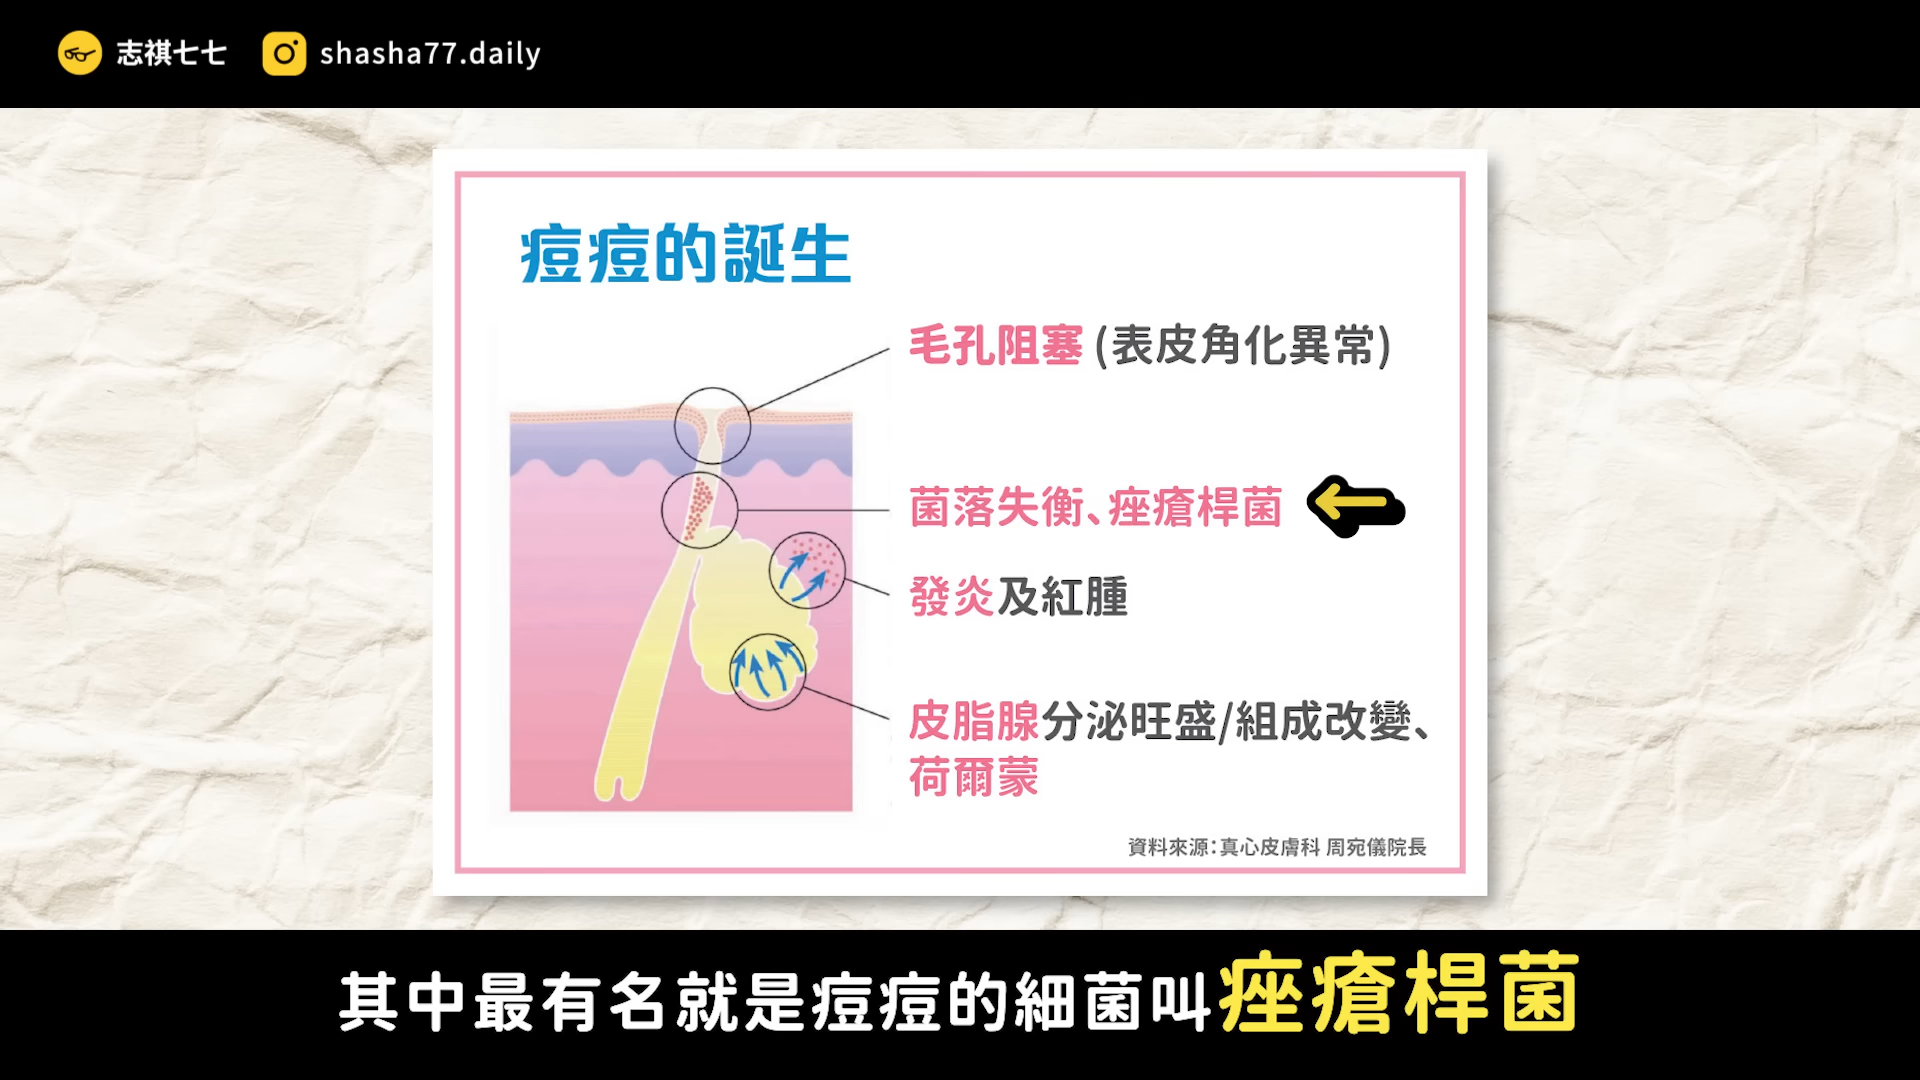 志祺七七 shasha77.daily
痘痘的誕生
毛孔阻塞 (表皮角化異常)
菌落失衡、痤瘡桿菌
發炎及紅腫
皮脂腺分泌旺盛/組成改變、
荷爾蒙
資料來源:真心皮膚科 周宛儀院長
其中最有名就是痘痘的細菌叫痤瘡桿菌